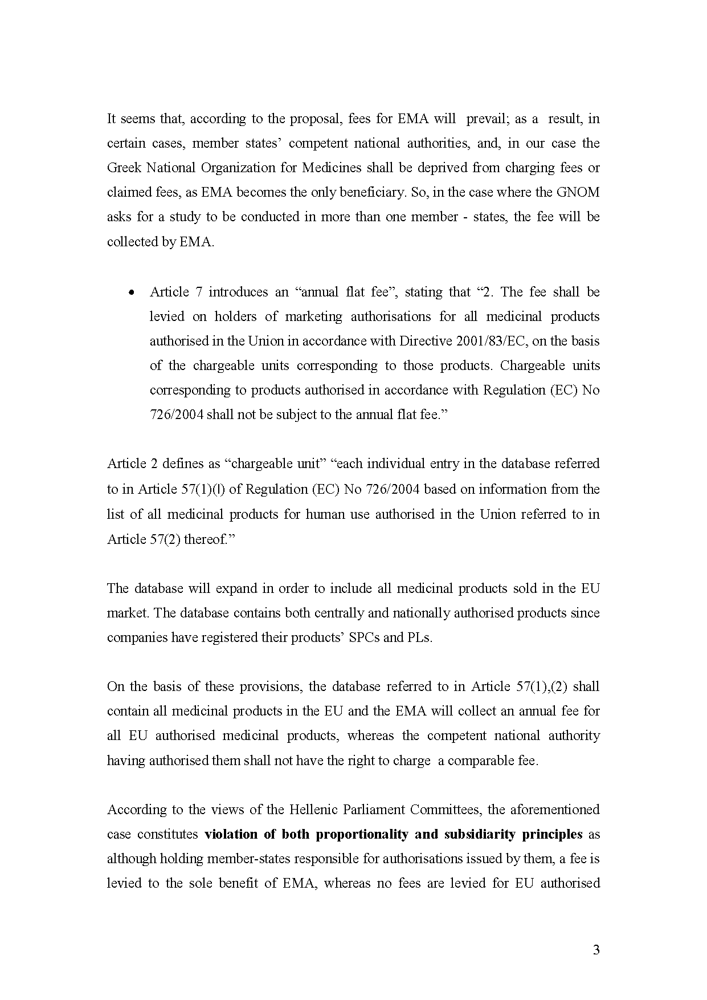 It seems that, according to the proposal, fees for EMA will prevail; as a result, in
certain cases, member states’ competent national authorities, and, in our case the
Greek National Organization for Medicines shall be deprived from charging fees or
claimed fees, as EMA becomes the only beneficiary. So, in the case where the GNOM
asks for a study to be conducted in more than one member - states, the fee will be
collected by EMA.
• Article 7 introduces an “annual flat fee”, stating that “2. The fee shall be
levied on holders of marketing authorisations for all medicinal products
authorised in the Union in accordance with Directive 2001/83/EC, on the basis
of the chargeable units corresponding to those products. Chargeable units
corresponding to products authorised in accordance with Regulation (EC) No
726/2004 shall not be subject to the annual flat fee.”
Article 2 defines as “chargeable unit” “each individual entry in the database referred
to in Article 57(1)(l) of Regulation (EC) No 726/2004 based on information from the
list of all medicinal products for human use authorised in the Union referred to in
Article 57(2) thereof.”
The database will expand in order to include all medicinal products sold in the EU
market. The database contains both centrally and nationally authorised products since
companies have registered their products’ SPCs and PLs.
On the basis of these provisions, the database referred to in Article 57(1),(2) shall
contain all medicinal products in the EU and the EMA will collect an annual fee for
all EU authorised medicinal products, whereas the competent national authority
having authorised them shall not have the right to charge a comparable fee.
According to the views of the Hellenic Parliament Committees, the aforementioned
case constitutes violation of both proportionality and subsidiarity principles as
although holding member-states responsible for authorisations issued by them, a fee is
levied to the sole benefit of EMA, whereas no fees are levied for EU authorised
3